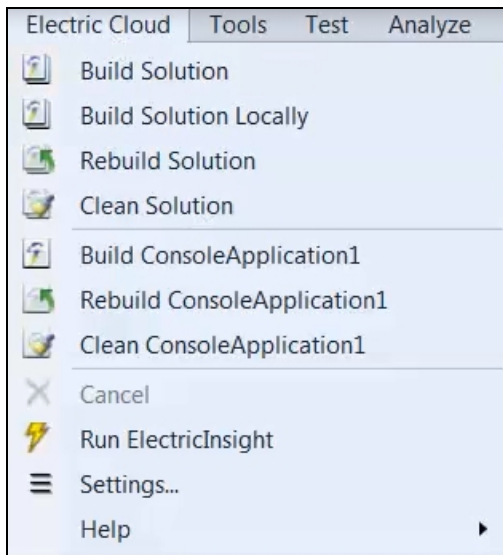 Electric Cloud Tools Test Analyze
Build Solution
Build Solution Locally
Rebuild Solution
Clean Solution
Build ConsoleApplication1
Rebuild ConsoleApplication1
Clean ConsoleApplication1
Cancel
Run ElectricInsight
Settings...
Help